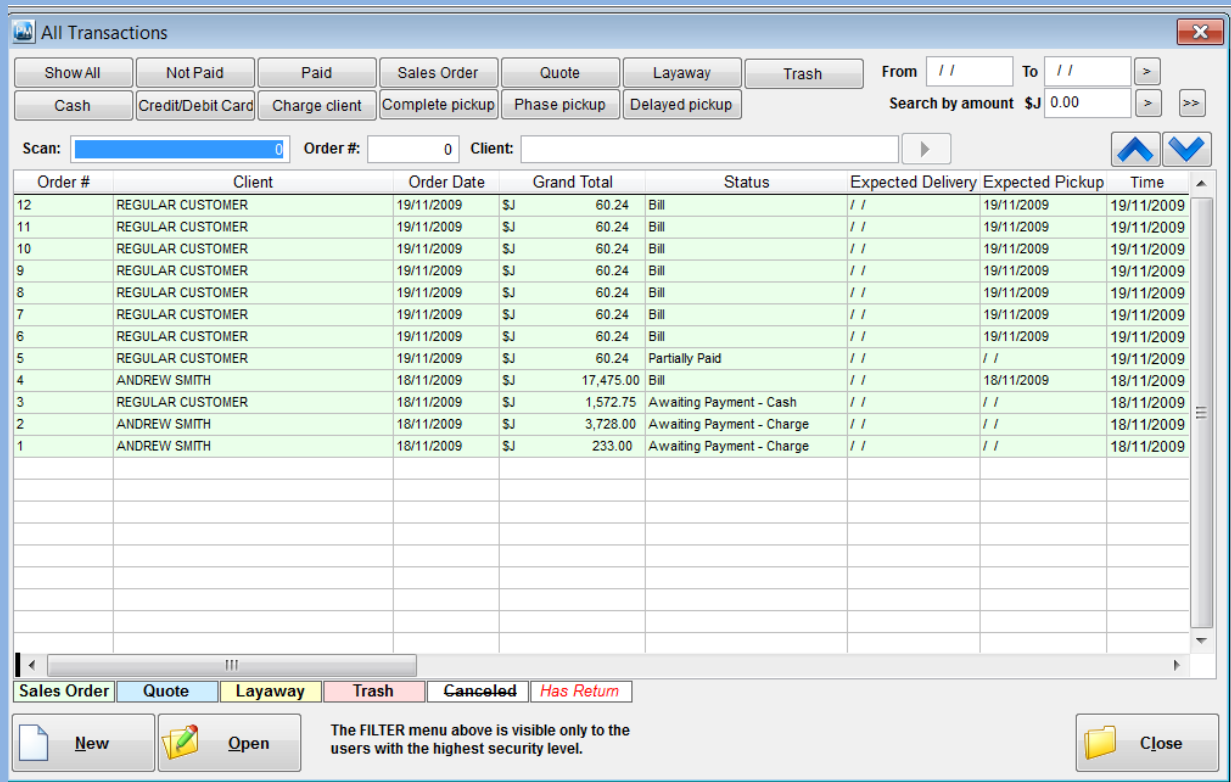 All Transactions
Show All Not Paid Paid Sales Order Quote Layaway Trash From / / To / / >
Cash Credit/Debit Card Charge client Complete pickup Phase pickup Delayed pickup Search by amount $J 0.00 > >>
Scan: 0 Order #: 0 Client:
Order # Client Order Date Grand Total Status Expected Delivery Expected Pickup Time
12 REGULAR CUSTOMER 19/11/2009 $J 60.24 Bill / / 19/11/2009 19/11/2009
11 REGULAR CUSTOMER 19/11/2009 $J 60.24 Bill / / 19/11/2009 19/11/2009
10 REGULAR CUSTOMER 19/11/2009 $J 60.24 Bill / / 19/11/2009 19/11/2009
9 REGULAR CUSTOMER 19/11/2009 $J 60.24 Bill / / 19/11/2009 19/11/2009
8 REGULAR CUSTOMER 19/11/2009 $J 60.24 Bill / / 19/11/2009 19/11/2009
7 REGULAR CUSTOMER 19/11/2009 $J 60.24 Bill / / 19/11/2009 19/11/2009
6 REGULAR CUSTOMER 19/11/2009 $J 60.24 Bill / / 19/11/2009 19/11/2009
5 REGULAR CUSTOMER 19/11/2009 $J 60.24 Partially Paid / / / / 19/11/2009
4 ANDREW SMITH 18/11/2009 $J 17,475.00 Bill / / 18/11/2009 18/11/2009
3 REGULAR CUSTOMER 18/11/2009 $J 1,572.75 Awaiting Payment - Cash / / / / 18/11/2009
2 ANDREW SMITH 18/11/2009 $J 3,728.00 Awaiting Payment - Charge / / / / 18/11/2009
1 ANDREW SMITH 18/11/2009 $J 233.00 Awaiting Payment - Charge / / / / 18/11/2009
Sales Order Quote Layaway Trash Canceled Has Return
New Open The FILTER menu above is visible only to the
users with the highest security level. Close